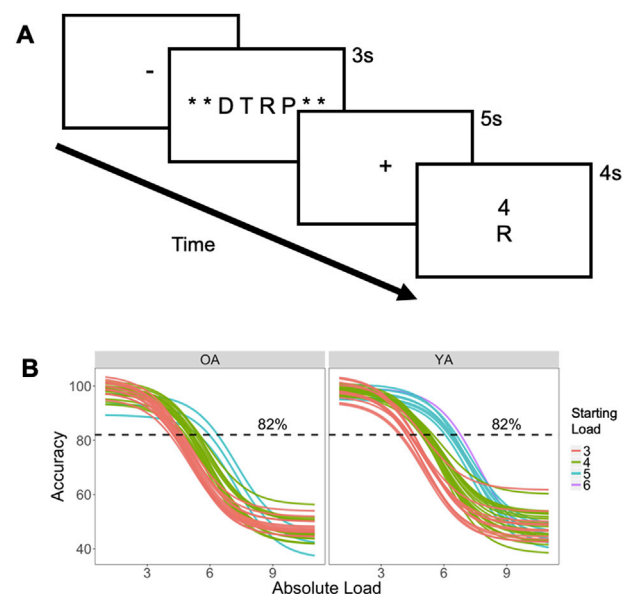 A
-
3s
* * D T R P * *
5s
+
4s
4
R
Time
B
OA
YA
82%
82%
Starting
Load
3
4
5
6
Accuracy
100
80
60
40
3 6 9
3 6 9
Absolute Load